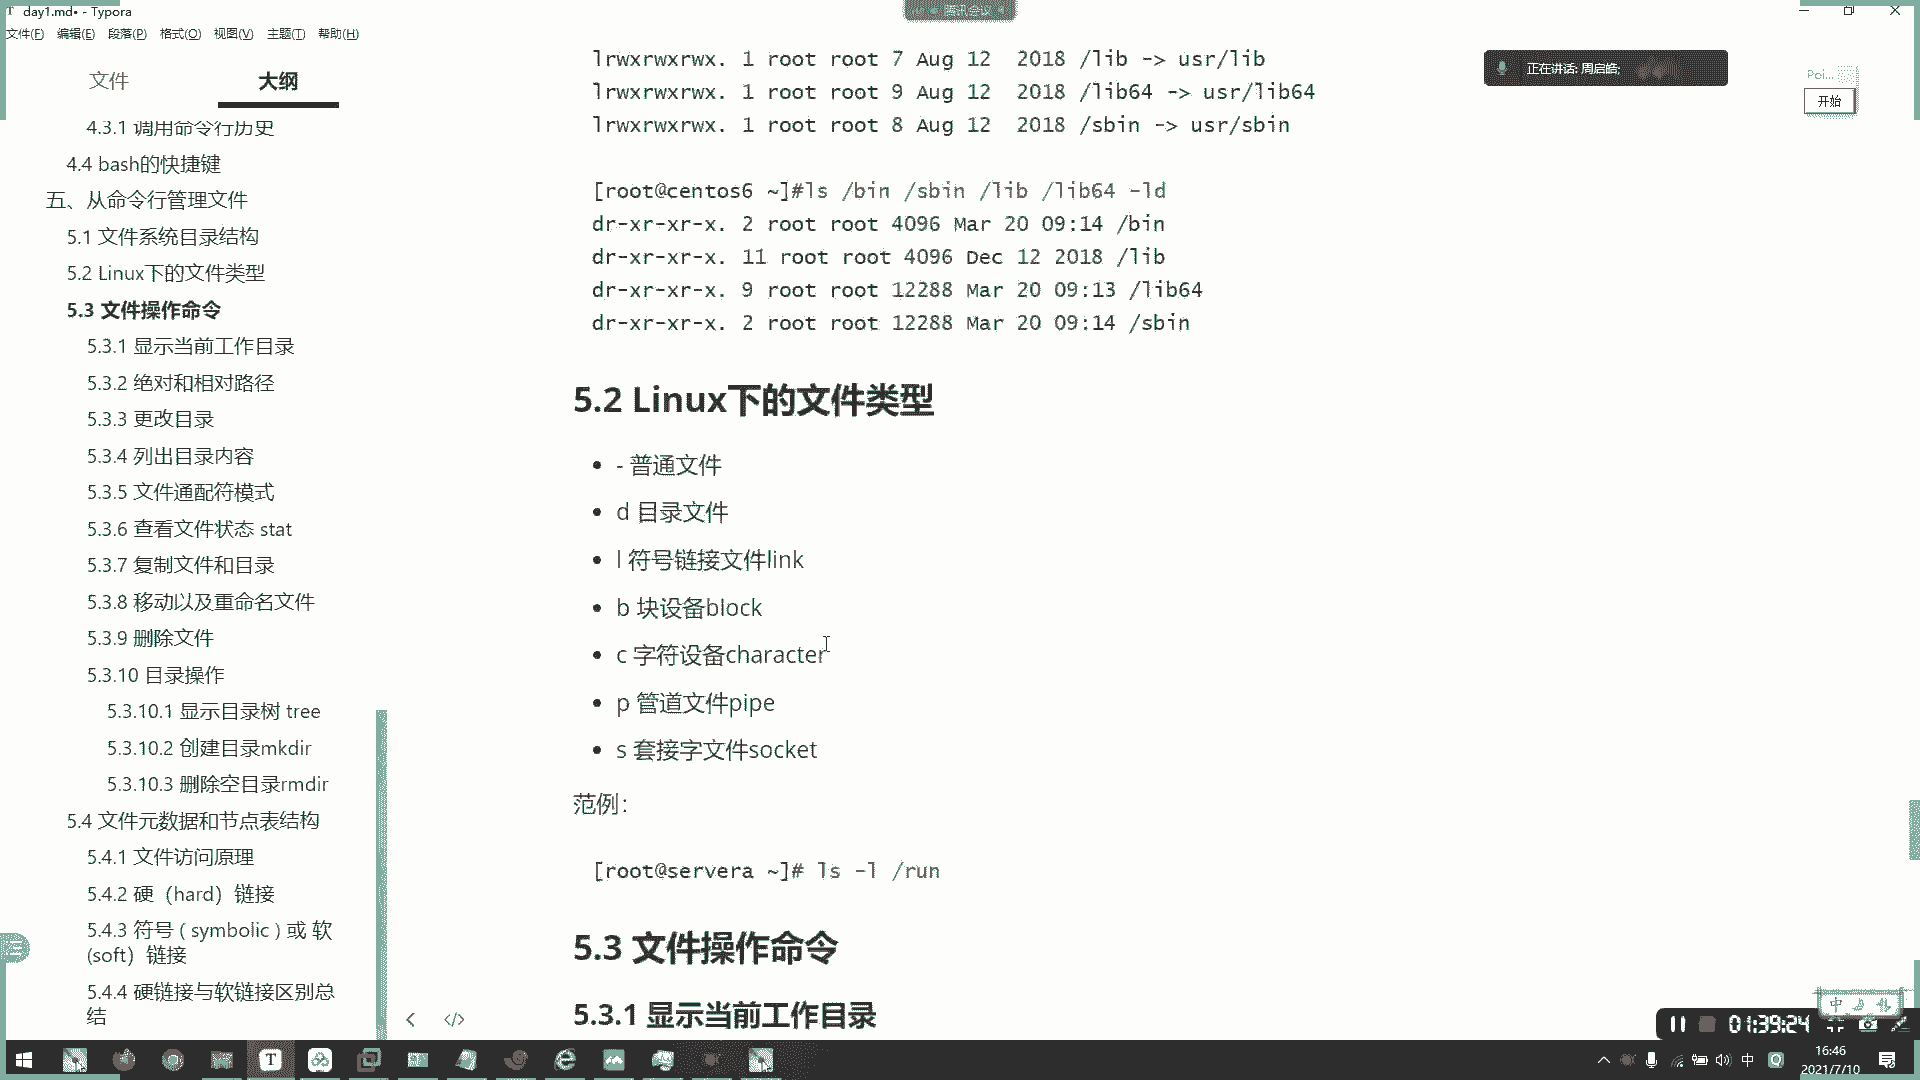 day1.md• - Typora
腾讯会议
文件(F) 编辑(E) 段落(P) 格式(O) 视图(V) 主题(T) 帮助(H)
文件 大纲
4.3.1 调用命令行历史
4.4 bash的快捷键
五、从命令行管理文件
5.1 文件系统目录结构
5.2 Linux下的文件类型
5.3 文件操作命令
5.3.1 显示当前工作目录
5.3.2 绝对和相对路径
5.3.3 更改目录
5.3.4 列出目录内容
5.3.5 文件通配符模式
5.3.6 查看文件状态 stat
5.3.7 复制文件和目录
5.3.8 移动以及重命名文件
5.3.9 删除文件
5.3.10 目录操作
5.3.10.1 显示目录树 tree
5.3.10.2 创建目录mkdir
5.3.10.3 删除空目录rmdir
5.4 文件元数据和节点表结构
5.4.1 文件访问原理
5.4.2 硬（hard）链接
5.4.3 符号 ( symbolic ) 或 软
(soft）链接
5.4.4 硬链接与软链接区别总
结
lrwxrwxrwx. 1 root root 7 Aug 12  2018 /lib -> usr/lib
lrwxrwxrwx. 1 root root 9 Aug 12  2018 /lib64 -> usr/lib64
lrwxrwxrwx. 1 root root 8 Aug 12  2018 /sbin -> usr/sbin
[root@centos6 ~]#ls /bin /sbin /lib /lib64 -ld
dr-xr-xr-x. 2 root root 4096 Mar 20 09:14 /bin
dr-xr-xr-x. 11 root root 4096 Dec 12 2018 /lib
dr-xr-xr-x. 9 root root 12288 Mar 20 09:13 /lib64
dr-xr-xr-x. 2 root root 12288 Mar 20 09:14 /sbin
5.2 Linux下的文件类型
• - 普通文件
• d 目录文件
• l 符号链接文件link
• b 块设备block
• c 字符设备character
• p 管道文件pipe
• s 套接字文件socket
范例：
[root@servera ~]# ls -l /run
5.3 文件操作命令
5.3.1 显示当前工作目录
正在讲话: 周启皓;
Poi...
开始
中
01:39:24
中
16:46
2021/7/10